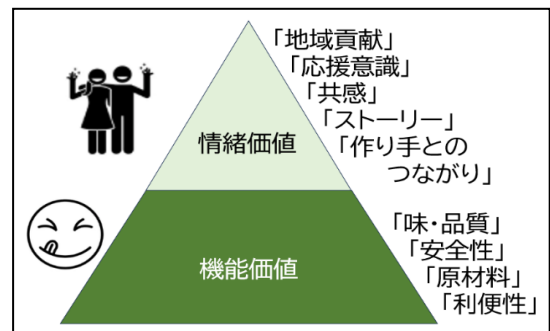 「地域貢献」
「応援意識」
「共感」
「ストーリー」
「作り手との
つながり」
情緒価値
「味・品質」
「安全性」
「原材料」
「利便性」
機能価値